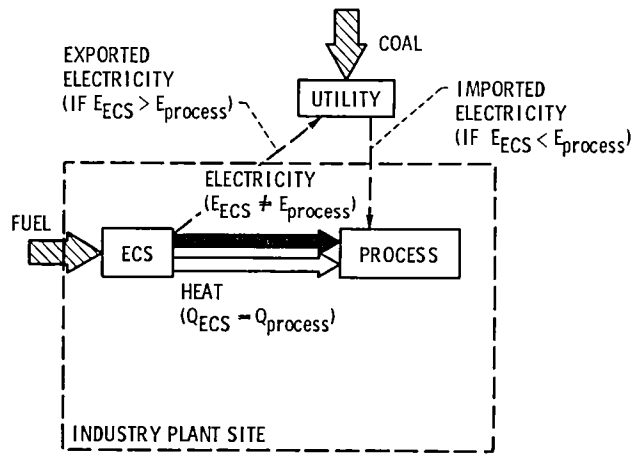 COAL
EXPORTED
ELECTRICITY
(IF E_ECS > E_process)
UTILITY
IMPORTED
ELECTRICITY
(IF E_ECS < E_process)
ELECTRICITY
(E_ECS ≠ E_process)
FUEL
ECS
PROCESS
HEAT
(Q_ECS = Q_process)
INDUSTRY PLANT SITE